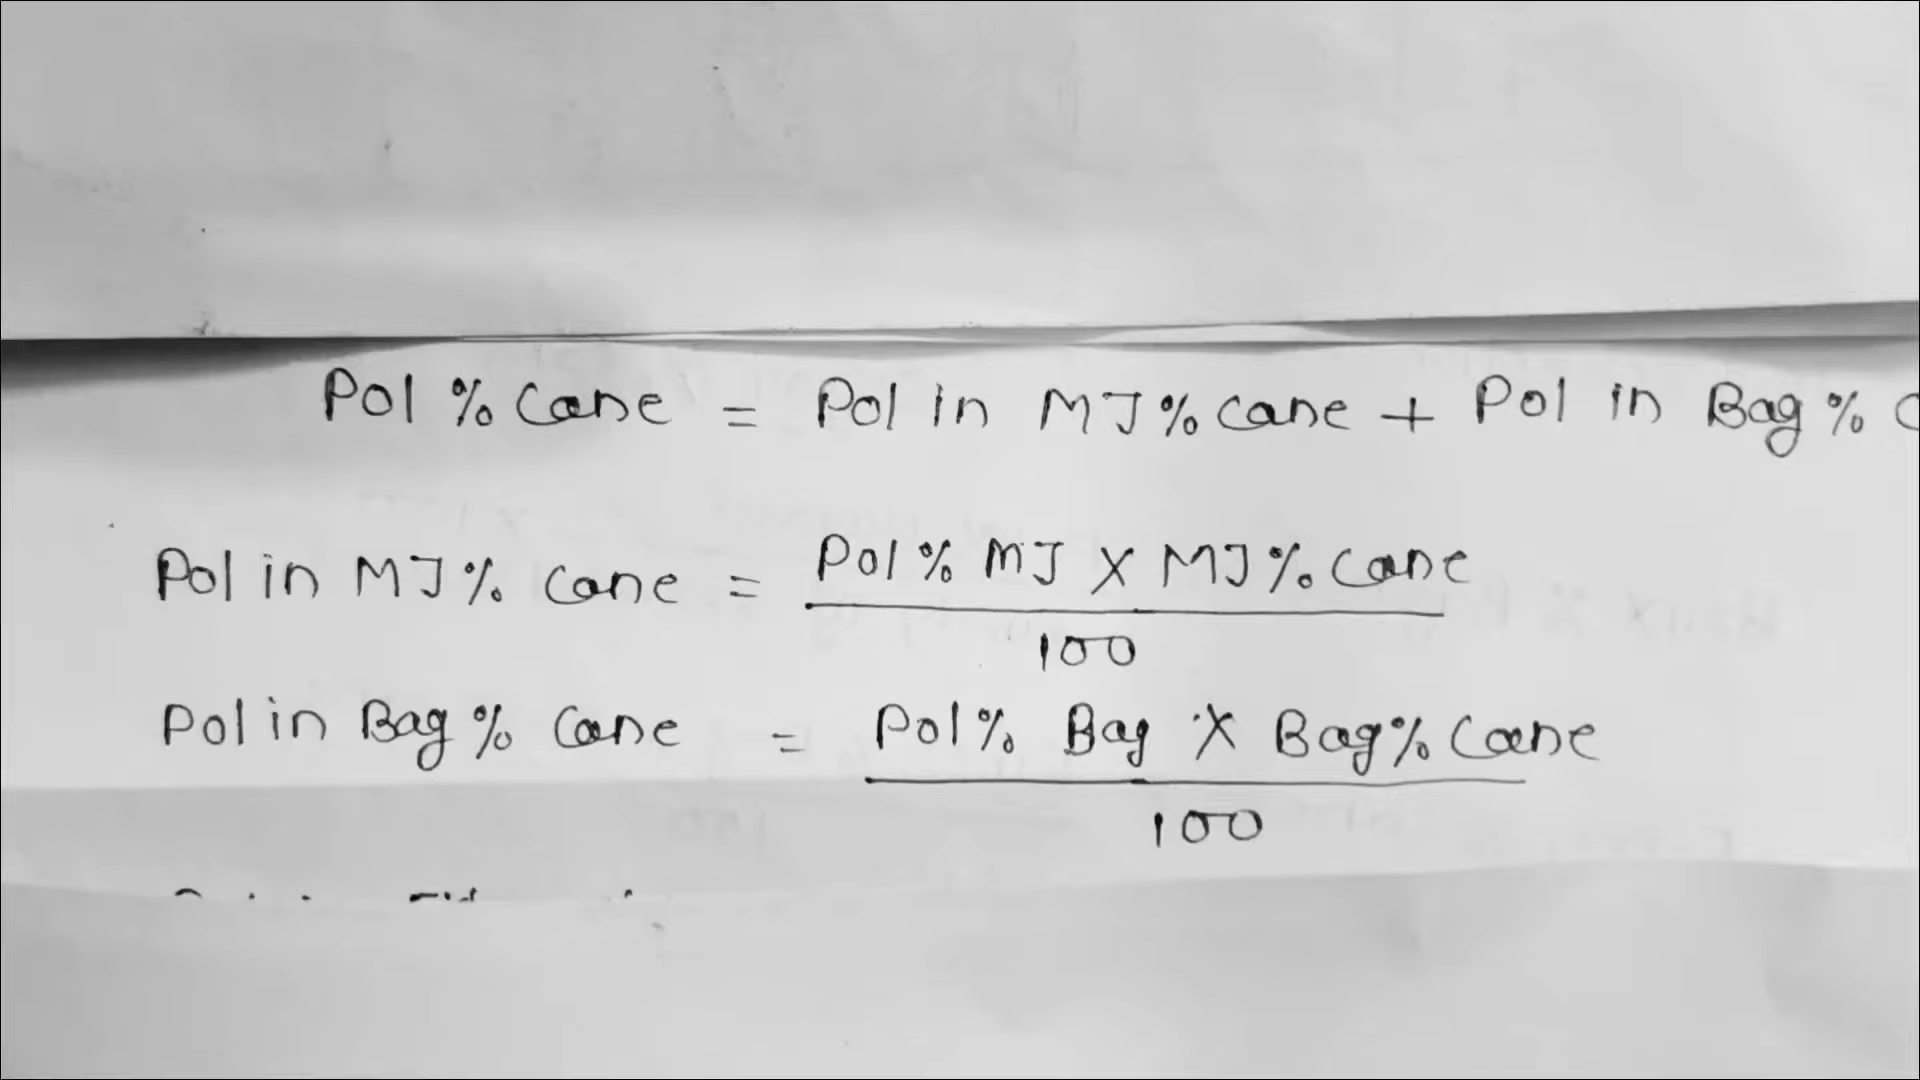 Pol % Cane = Pol in MJ % Cane + Pol in Bag % C
Pol in MJ % Cane = Pol % MJ X MJ % Cane
100
Pol in Bag % Cane = Pol % Bag X Bag % Cane
100